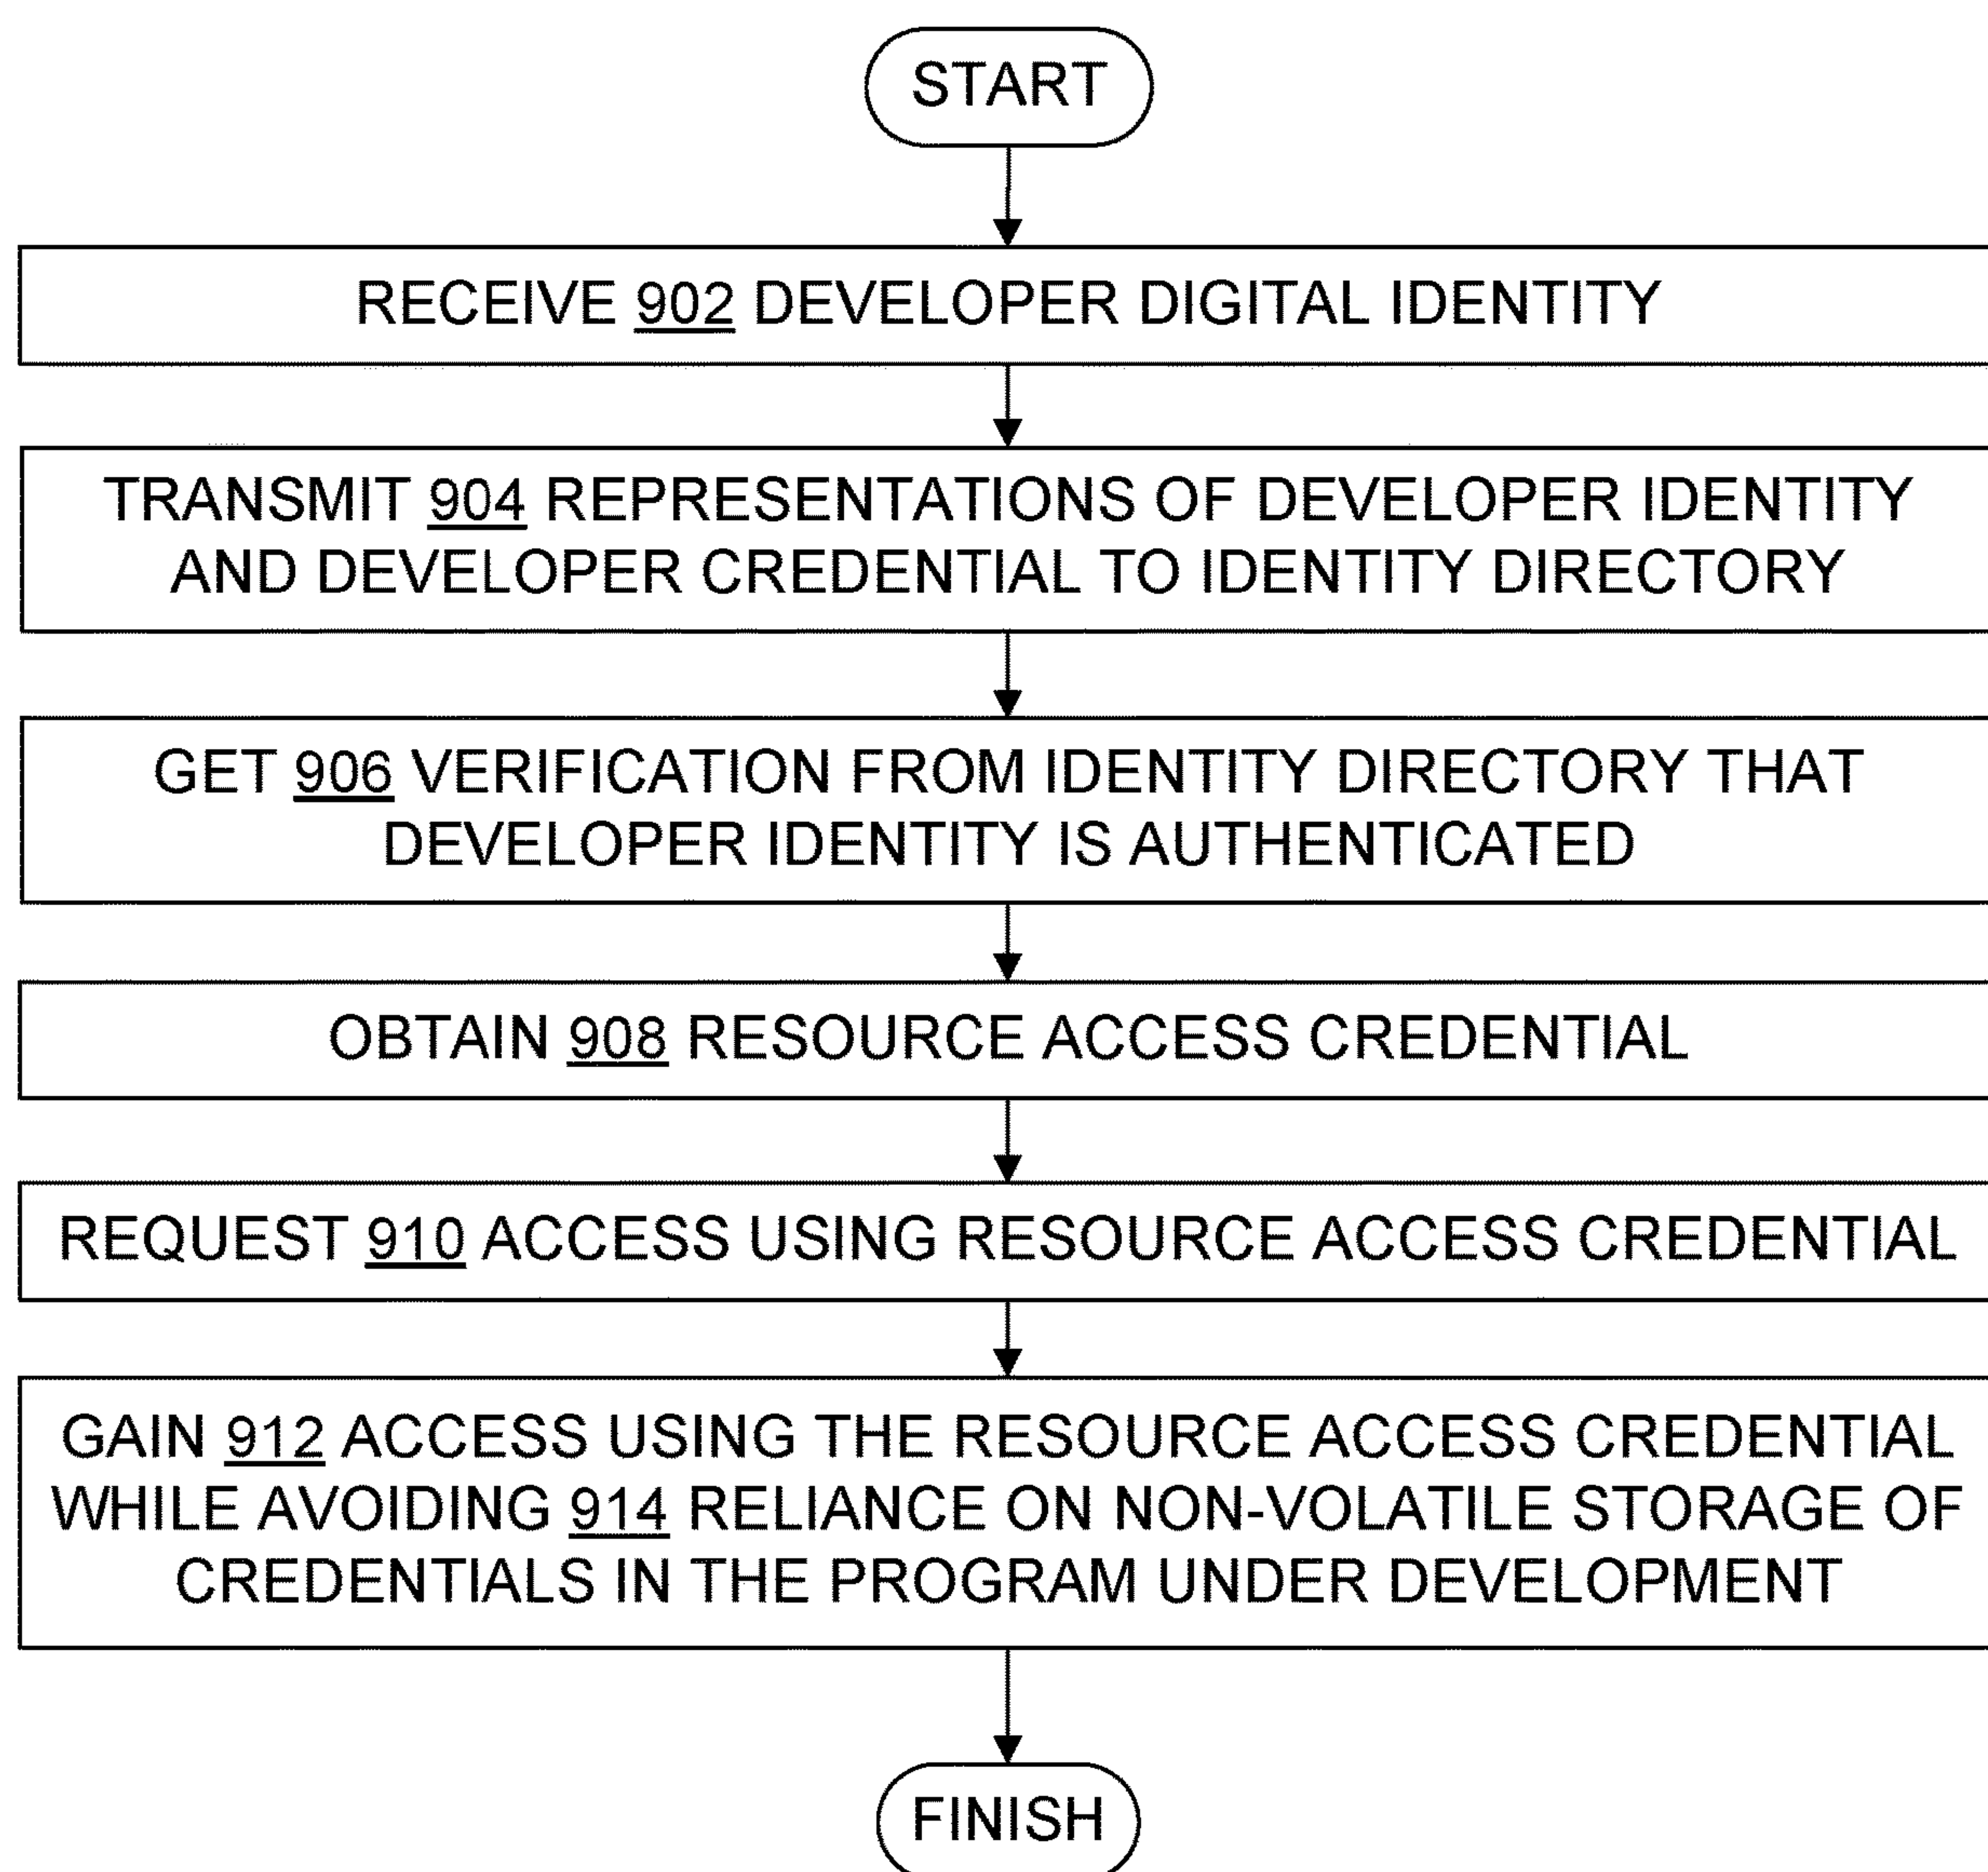 START
RECEIVE 902 DEVELOPER DIGITAL IDENTITY
TRANSMIT 904 REPRESENTATIONS OF DEVELOPER IDENTITY
AND DEVELOPER CREDENTIAL TO IDENTITY DIRECTORY
GET 906 VERIFICATION FROM IDENTITY DIRECTORY THAT
DEVELOPER IDENTITY IS AUTHENTICATED
OBTAIN 908 RESOURCE ACCESS CREDENTIAL
REQUEST 910 ACCESS USING RESOURCE ACCESS CREDENTIAL
GAIN 912 ACCESS USING THE RESOURCE ACCESS CREDENTIAL
WHILE AVOIDING 914 RELIANCE ON NON-VOLATILE STORAGE OF
CREDENTIALS IN THE PROGRAM UNDER DEVELOPMENT
FINISH